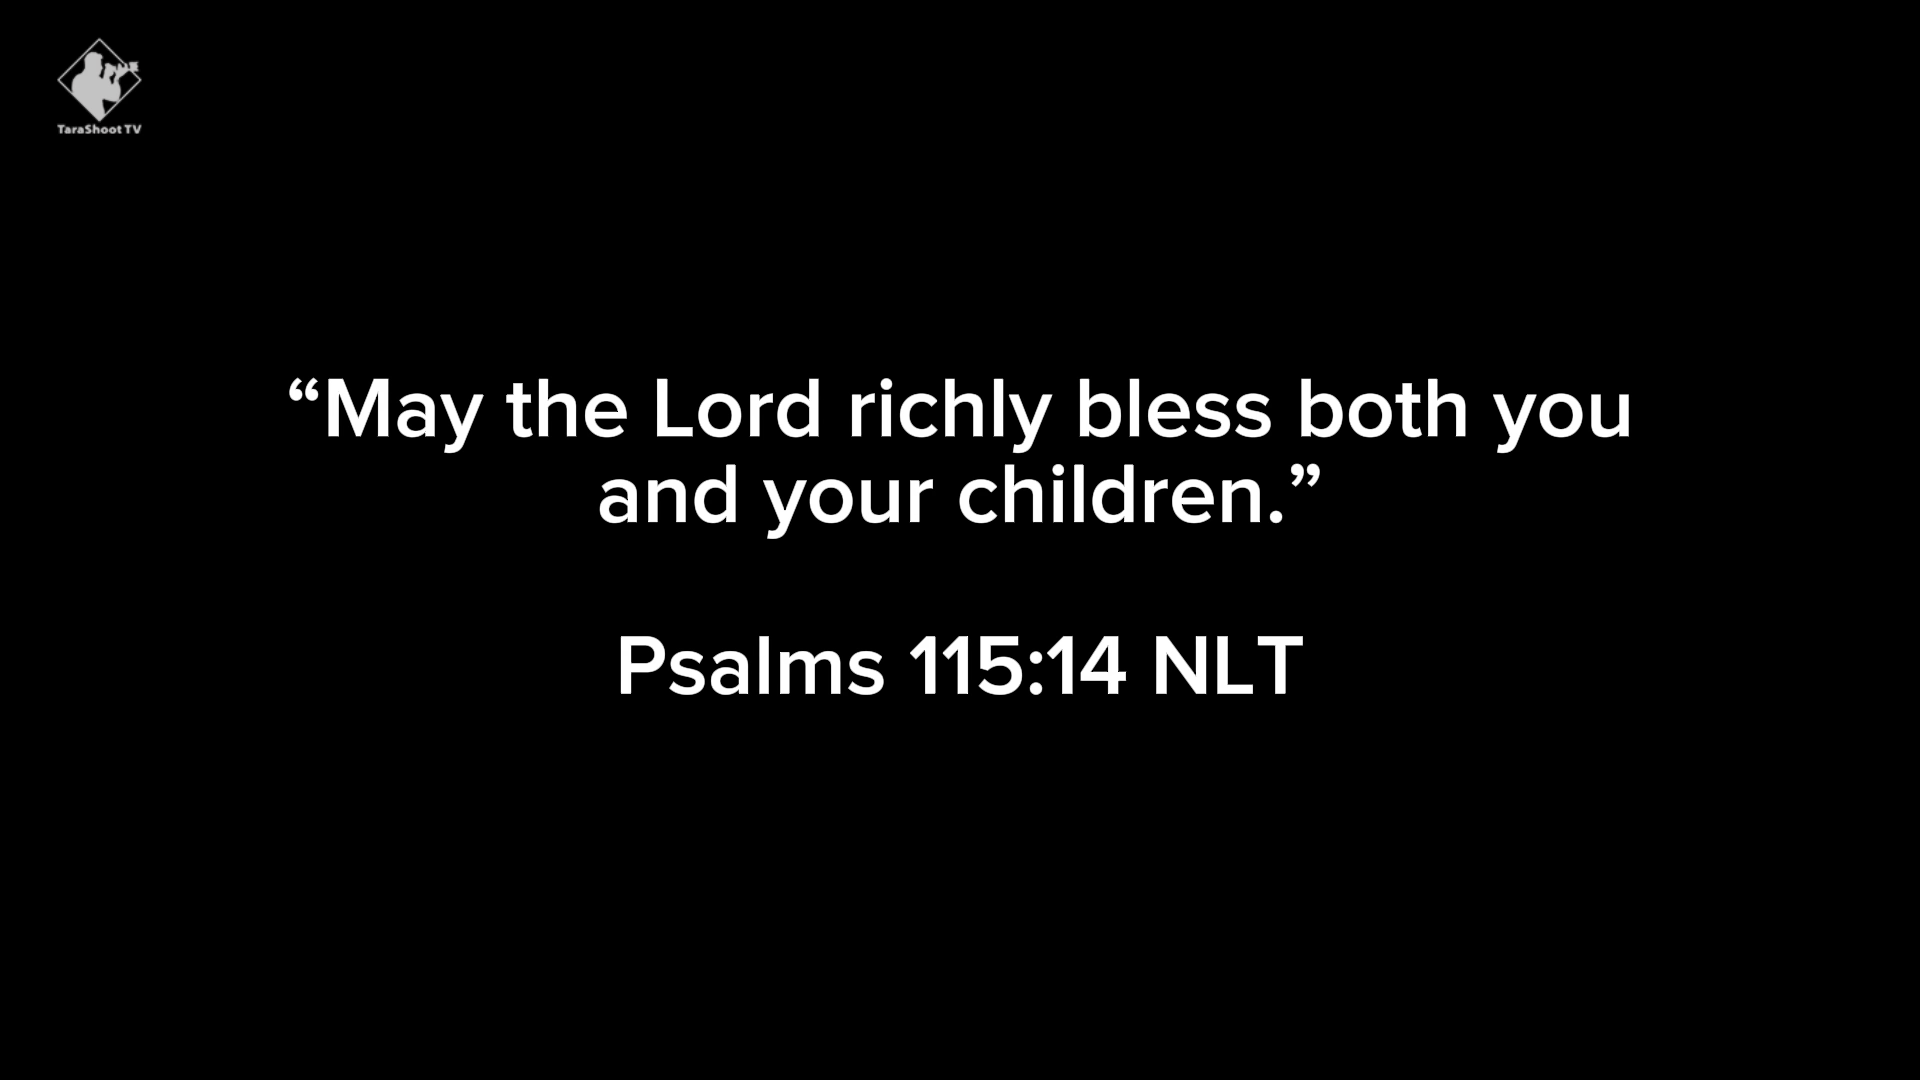 TaraShoot TV
“May the Lord richly bless both you
and your children.”
Psalms 115:14 NLT